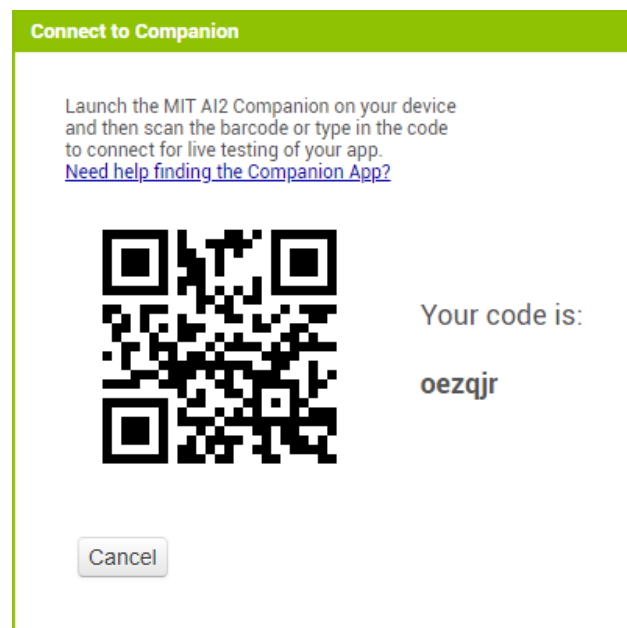 Connect to Companion
Launch the MIT AI2 Companion on your device
and then scan the barcode or type in the code
to connect for live testing of your app.
Need help finding the Companion App?
Your code is:
oezqjr
Cancel